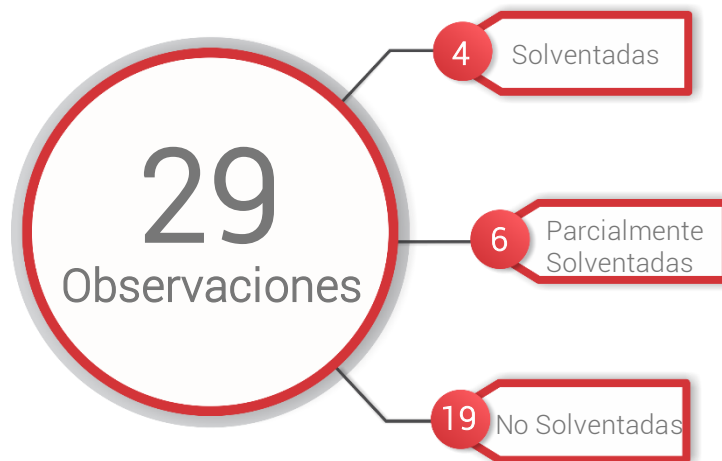 29
Observaciones
4
Solventadas
6
Parcialmente
Solventadas
19
No Solventadas